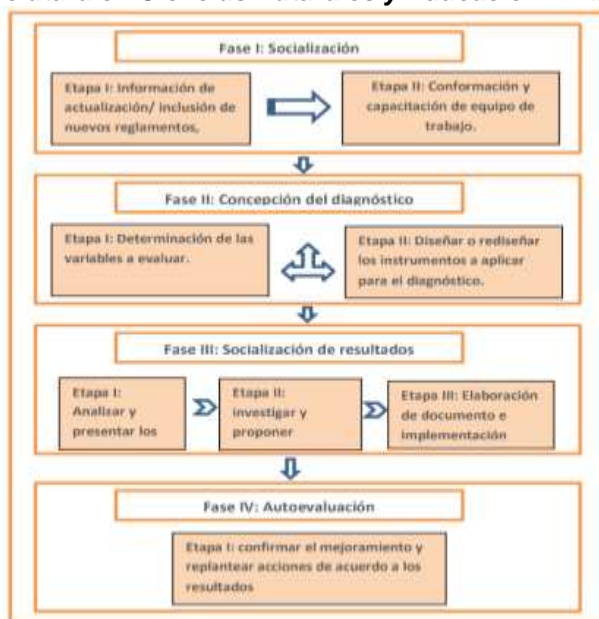 Fase I: Socialización
Etapa I: Información de
actualización/ inclusión de
nuevos reglamentos,
Etapa II: Conformación y
capacitación de equipo de
trabajo.
Fase II: Concepción del diagnóstico
Etapa I: Determinación de las
variables a evaluar.
Etapa II: Diseñar o rediseñar
los instrumentos a aplicar
para el diagnóstico.
Fase III: Socialización de resultados
Etapa I:
Analizar y
presentar los
Etapa II:
investigar y
proponer
Etapa III: Elaboración
de documento e
implementación
Fase IV: Autoevaluación
Etapa I: confirmar el mejoramiento y
replantear acciones de acuerdo a los
resultados